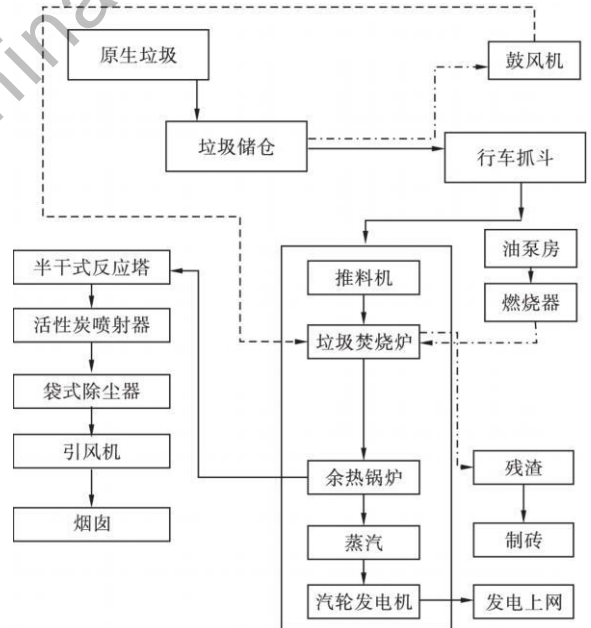 原生垃圾
鼓风机
垃圾储仓
行车抓斗
油泵房
半干式反应塔
推料机
燃烧器
活性炭喷射器
垃圾焚烧炉
袋式除尘器
引风机
余热锅炉
残渣
烟囱
蒸汽
制砖
汽轮发电机
发电上网